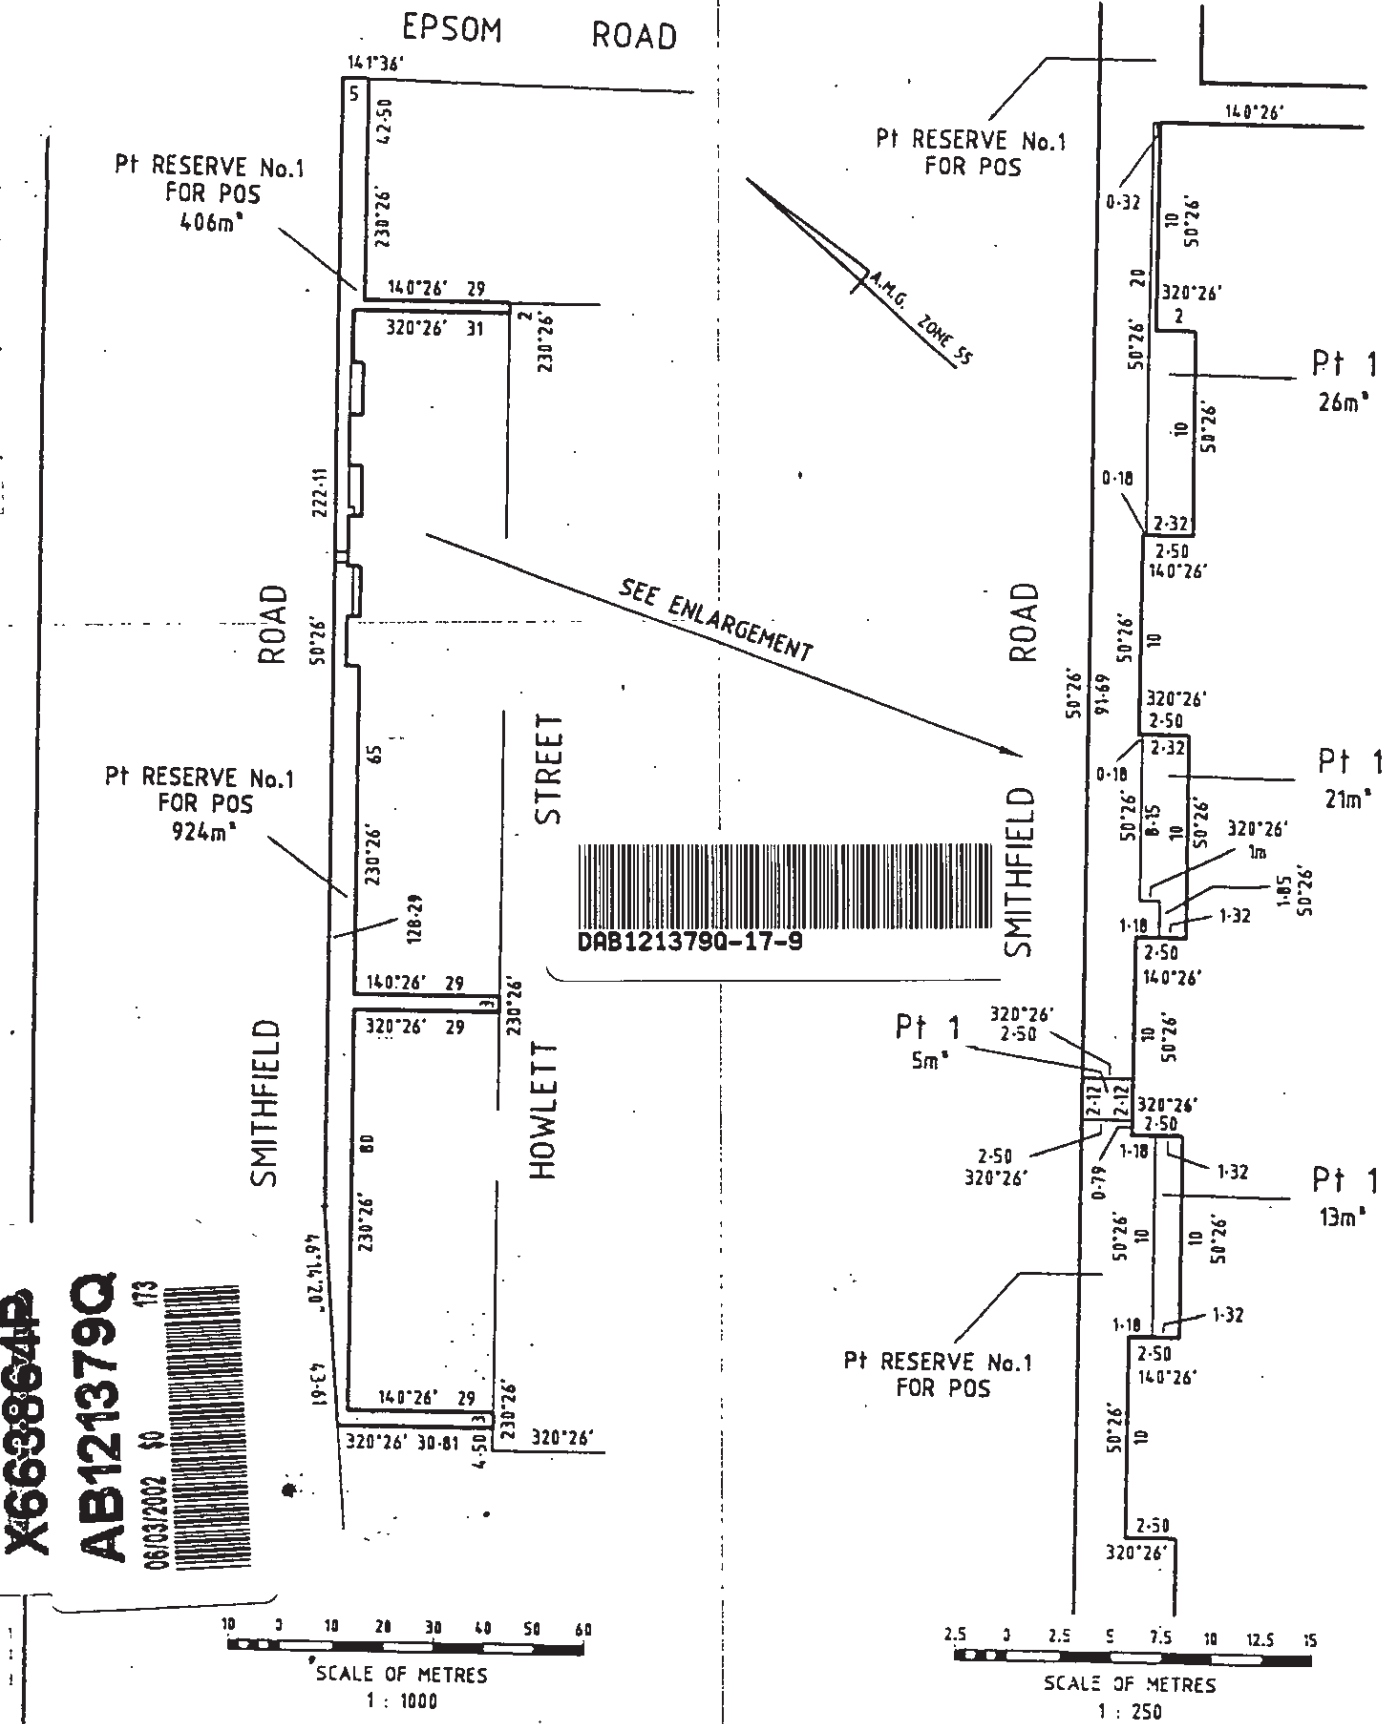 EPSOM ROAD
141°36'
5
42·50
230°26'
Pt RESERVE No.1
FOR POS
406m²
140°26' 29
320°26' 31
2
230°26'
222·11
50°26'
ROAD
SEE ENLARGEMENT
65
230°26'
Pt RESERVE No.1
FOR POS
924m²
128·29
STREET
140°26' 29
3
230°26'
320°26' 29
SMITHFIELD
HOWLETT
80
230°26'
46°14'20"
43·61
140°26' 29
3
230°26'
320°26' 30·81
4·50
320°26'
X663864P
AB121379Q
06/03/2002 $0 173
DAB121379Q-17-9
10 0 10 20 30 40 50 60
SCALE OF METRES
1 : 1000
Pt RESERVE No.1
FOR POS
A.M.G. ZONE 55
140°26'
0·32
10
50°26'
20
50°26'
320°26'
2
Pt 1
26m²
10
50°26'
0·18
2·32
2·50
140°26'
ROAD
50°26'
10
50°26'
91·69
320°26'
2·50
2·32
0·18
Pt 1
21m²
50°26'
8·15
10
50°26'
320°26'
1m
1·85
50°26'
1·18
1·32
2·50
140°26'
SMITHFIELD
10
50°26'
Pt 1
5m²
320°26'
2·50
2·12
2·12
320°26'
2·50
2·50
320°26'
0·79
1·18
1·32
Pt 1
13m²
50°26'
10
10
50°26'
1·18
1·32
2·50
140°26'
Pt RESERVE No.1
FOR POS
50°26'
10
2·50
320°26'
2.5 0 2.5 5 7.5 10 12.5 15
SCALE OF METRES
1 : 250